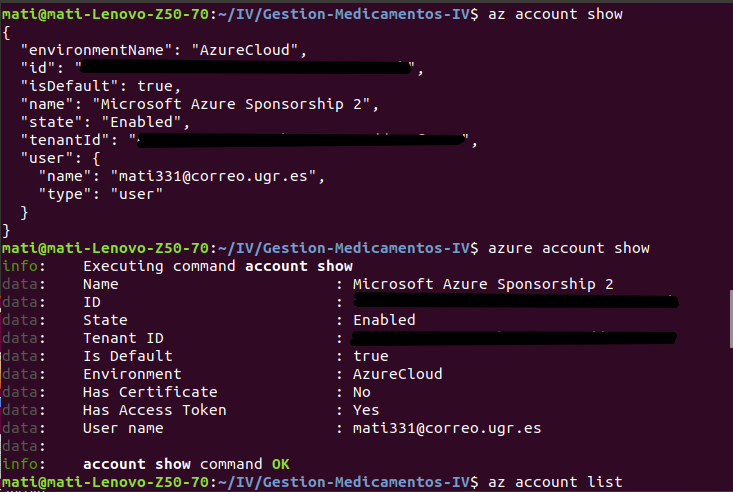 mati@mati-Lenovo-Z50-70:~/IV/Gestion-Medicamentos-IV$ az account show
{
  "environmentName": "AzureCloud",
  "id": "",
  "isDefault": true,
  "name": "Microsoft Azure Sponsorship 2",
  "state": "Enabled",
  "tenantId": "",
  "user": {
    "name": "mati331@correo.ugr.es",
    "type": "user"
  }
}
mati@mati-Lenovo-Z50-70:~/IV/Gestion-Medicamentos-IV$ azure account show
info:    Executing command account show
data:    Name                        : Microsoft Azure Sponsorship 2
data:    ID                          :
data:    State                       : Enabled
data:    Tenant ID                   :
data:    Is Default                  : true
data:    Environment                 : AzureCloud
data:    Has Certificate             : No
data:    Has Access Token            : Yes
data:    User name                   : mati331@correo.ugr.es
data:
info:    account show command OK
mati@mati-Lenovo-Z50-70:~/IV/Gestion-Medicamentos-IV$ az account list